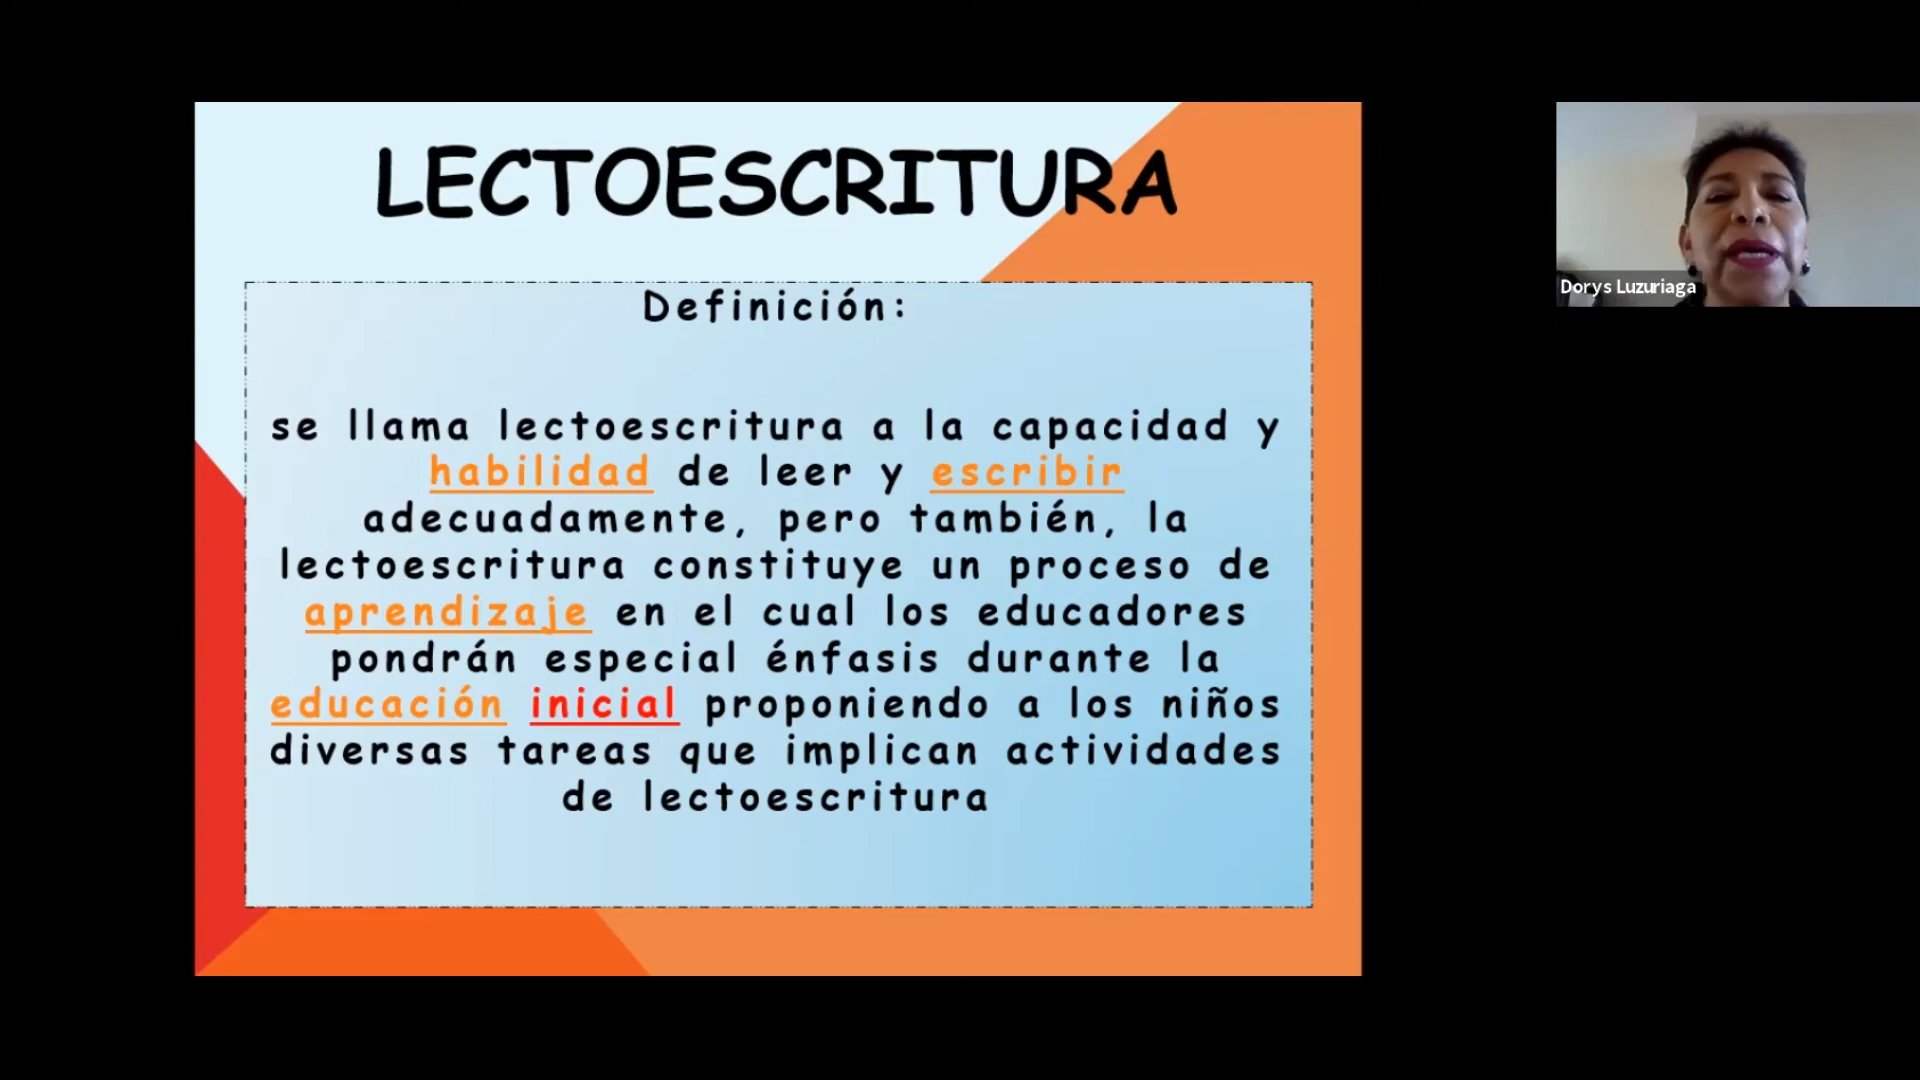 LECTOESCRITURA
Definición:
se llama lectoescritura a la capacidad y
habilidad de leer y escribir
adecuadamente, pero también, la
lectoescritura constituye un proceso de
aprendizaje en el cual los educadores
pondrán especial énfasis durante la
educación inicial proponiendo a los niños
diversas tareas que implican actividades
de lectoescritura
Dorys Luzuriaga